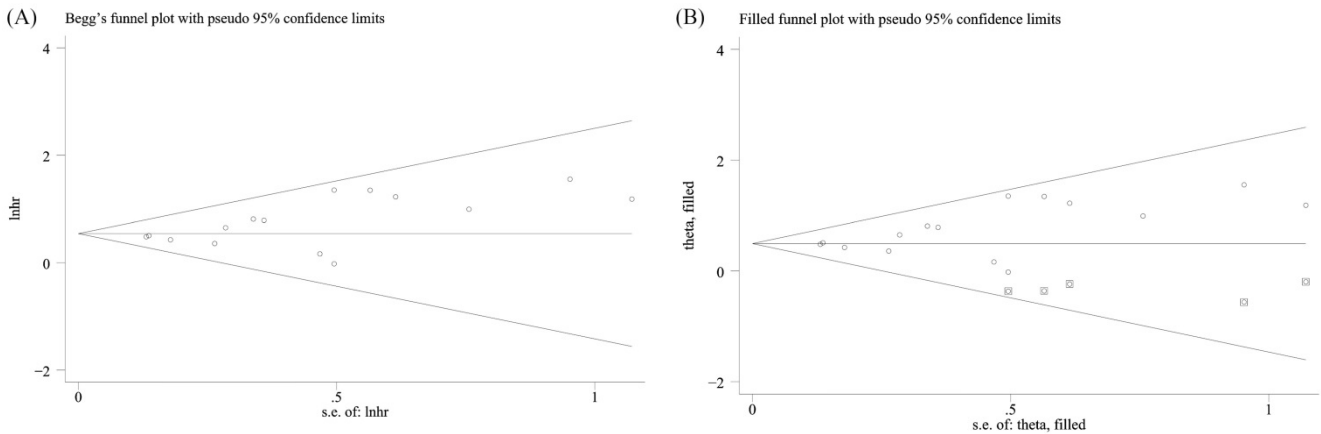 (A)
Begg's funnel plot with pseudo 95% confidence limits
4
2
0
−2
lnhr
0
.5
1
s.e. of: lnhr
(B)
Filled funnel plot with pseudo 95% confidence limits
4
2
0
−2
theta, filled
0
.5
1
s.e. of: theta, filled